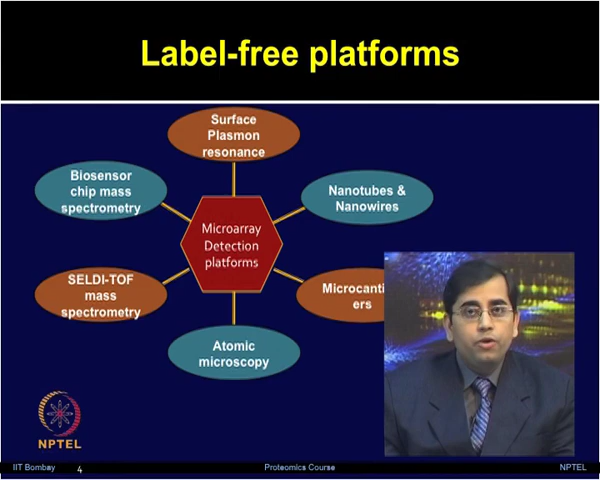 Label-free platforms
Surface
Plasmon
resonance
Biosensor
chip mass
spectrometry
Nanotubes &
Nanowires
Microarray
Detection
platforms
SELDI-TOF
mass
spectrometry
ers
Atomic
microscopy
NPTEL
IIT Bombay
4
Proteomics Course
NPTEL